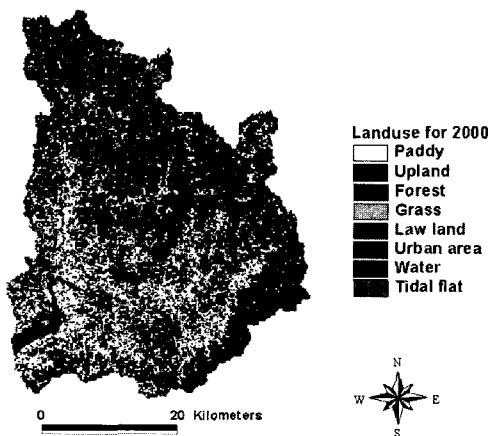 Landuse for 2000
Paddy
Upland
Forest
Grass
Law land
Urban area
Water
Tidal flat
N
W E
S
0 20 Kilometers